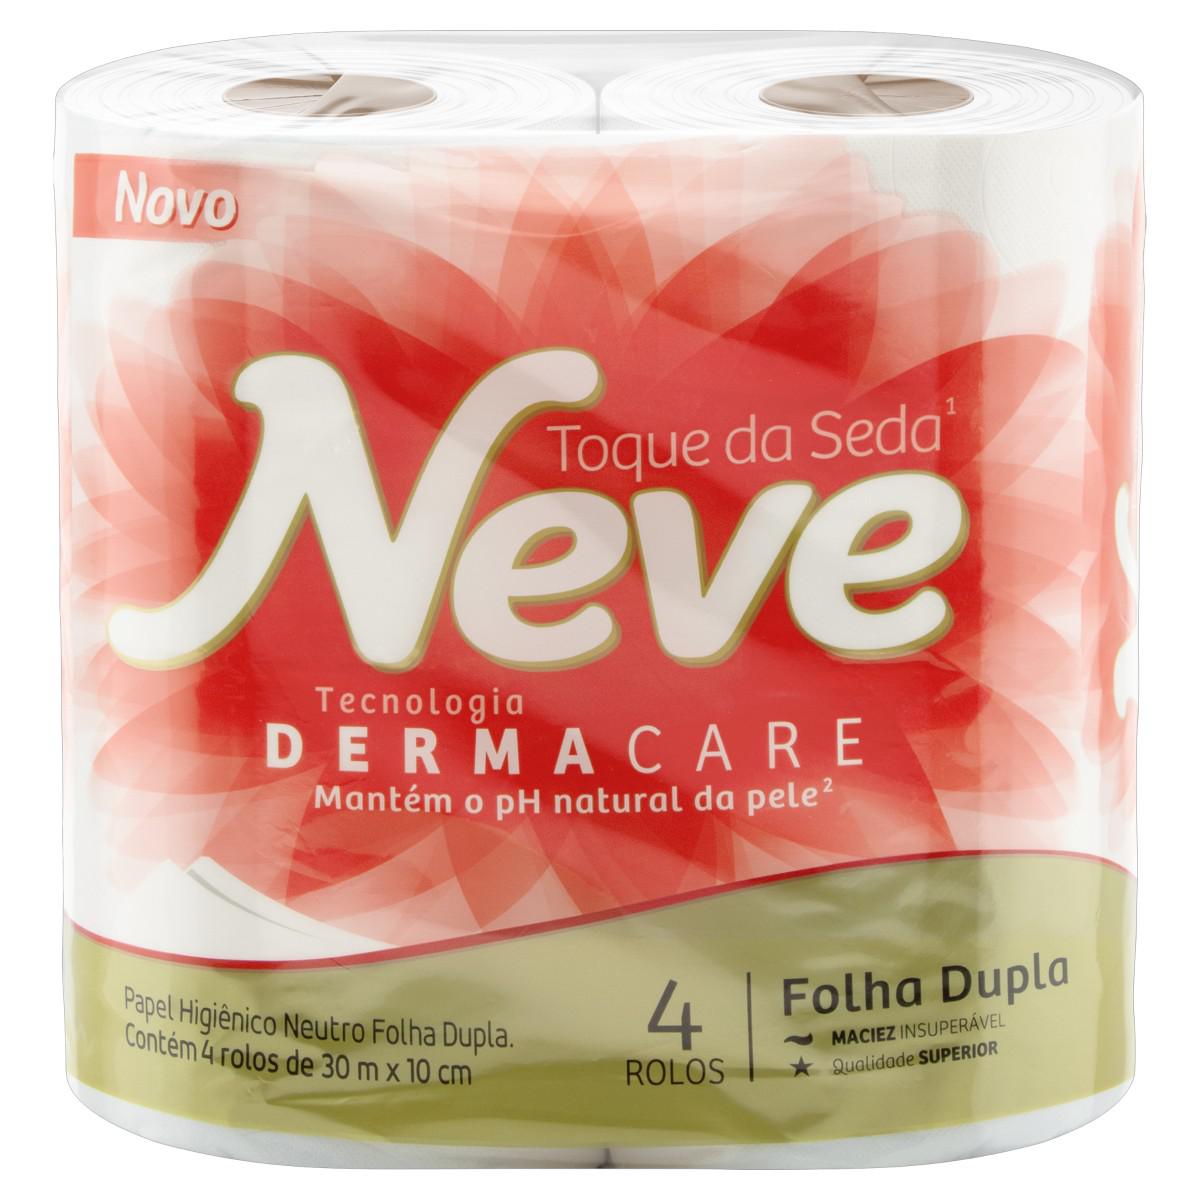 Novo
Toque da Seda¹
Neve
Tecnologia
DERMACARE
Mantém o pH natural da pele²
Papel Higiênico Neutro Folha Dupla.
Contém 4 rolos de 30 m x 10 cm
4
ROLOS
Folha Dupla
MACIEZ INSUPERÁVEL
Qualidade SUPERIOR